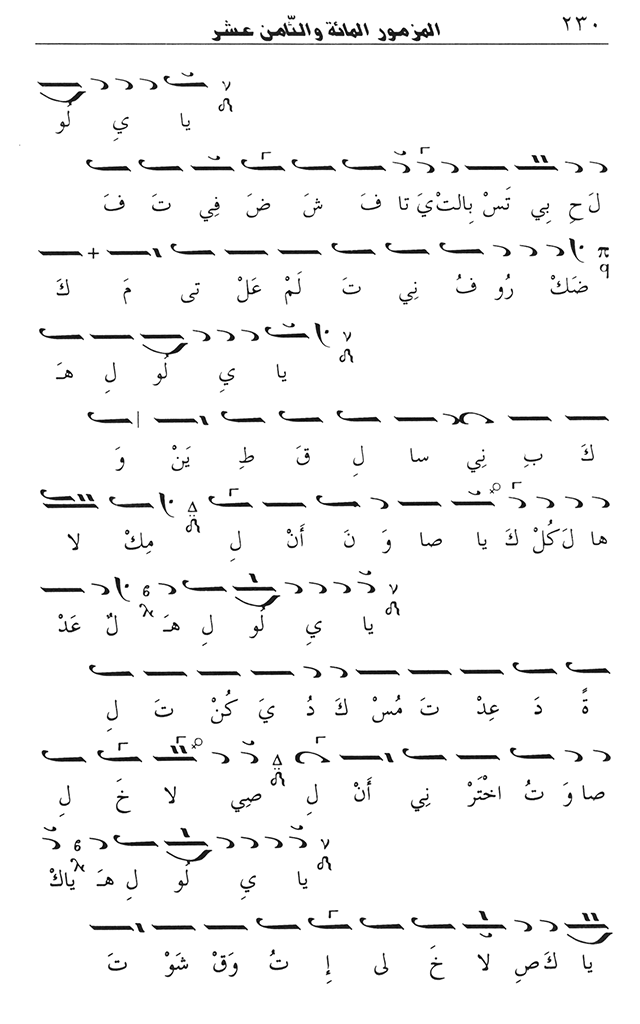 المزمور المائة والثّامن عشر ٢٣٠
يا يِ لُو
لَ حِ بِي تَسْ بِالتْ يَ تا فَ شَ ضَ فِي تَ فَ
ضَكْ رُو فُ نِي تَ لَمْ عَلْ تى مَ كَ
يا يِ لُو لِ هَـ
كَ بِ نِي سا لِ قَ طِ يَنْ وَ
ها لَ كُلْ كَ يا صا وَ نَ أَنْ لِ مِكْ لا
يا يِ لُو لِ هَـ لٌ عَدْ
ةً دَ عِدْ تَ مُسْ كَ دُ يَ كُنْ تَ لِ
صا وَ تُ اخْتَرْ نِي أَنْ لِ صِي لا خَ لِ
يا يِ لُو لِ هَـ ياكْ
يا كَ صِ لا خَ لى إِ تُ وَقْ شَوْ تَ